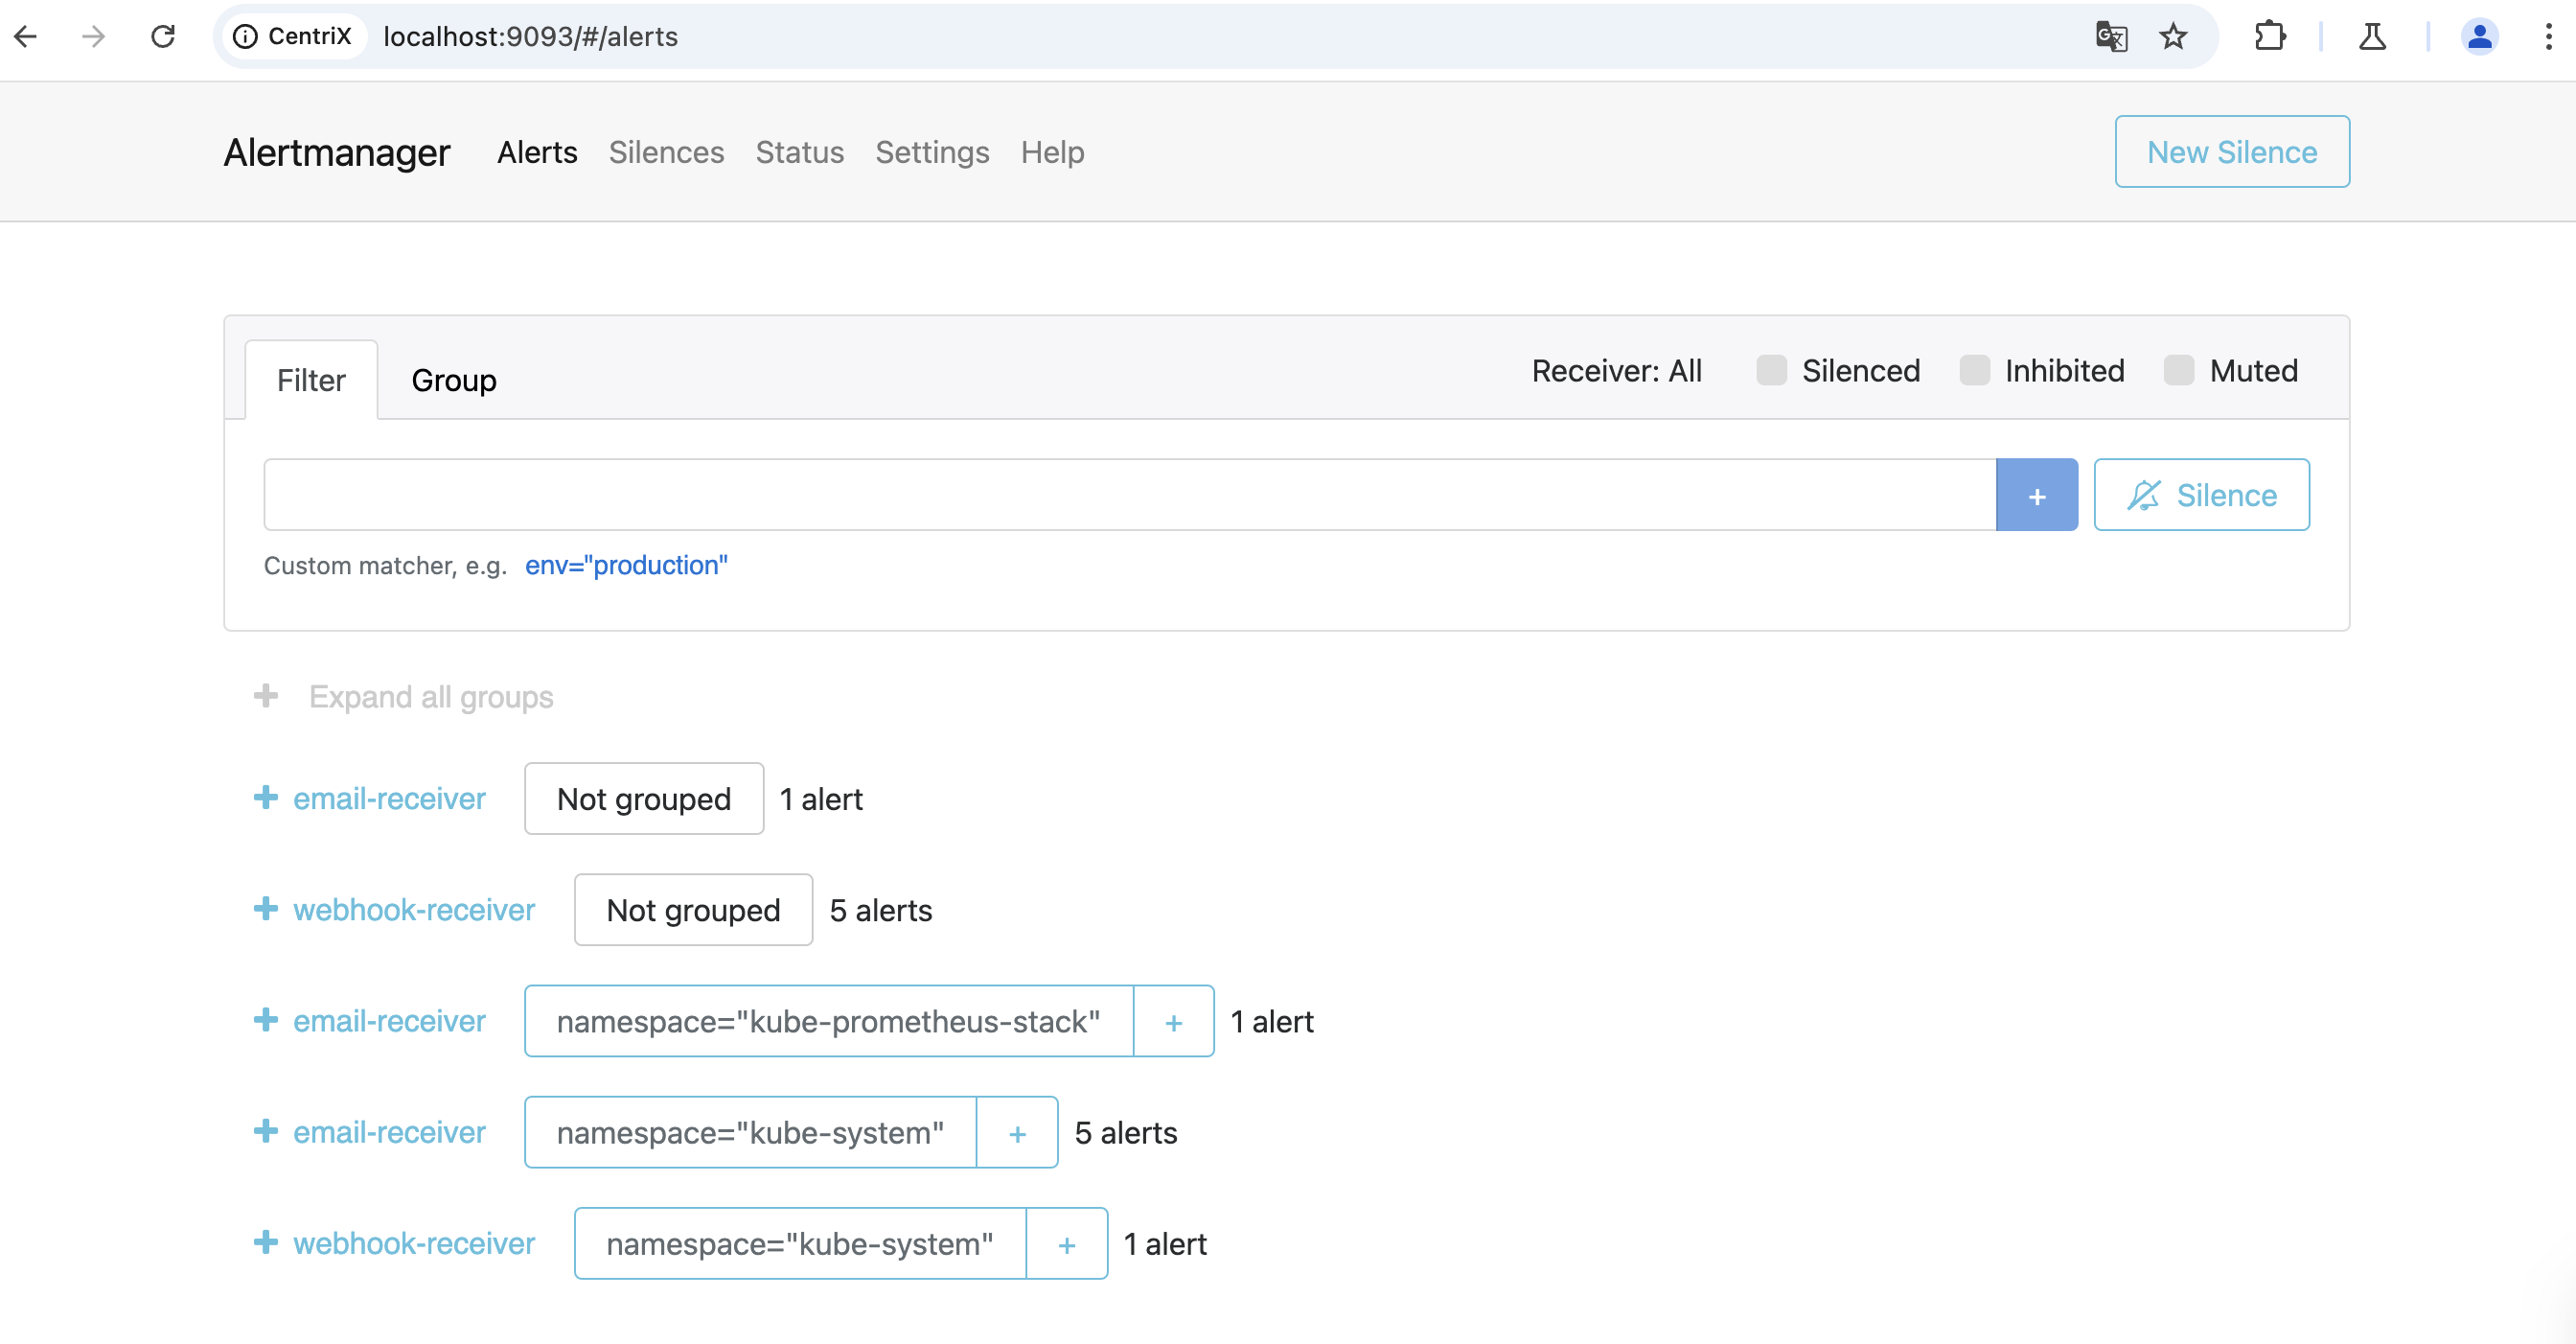 CentriX localhost:9093/#/alerts
Alertmanager Alerts Silences Status Settings Help New Silence
Filter Group Receiver: All Silenced Inhibited Muted
+ Silence
Custom matcher, e.g. env="production"
+ Expand all groups
+ email-receiver Not grouped 1 alert
+ webhook-receiver Not grouped 5 alerts
+ email-receiver namespace="kube-prometheus-stack" + 1 alert
+ email-receiver namespace="kube-system" + 5 alerts
+ webhook-receiver namespace="kube-system" + 1 alert